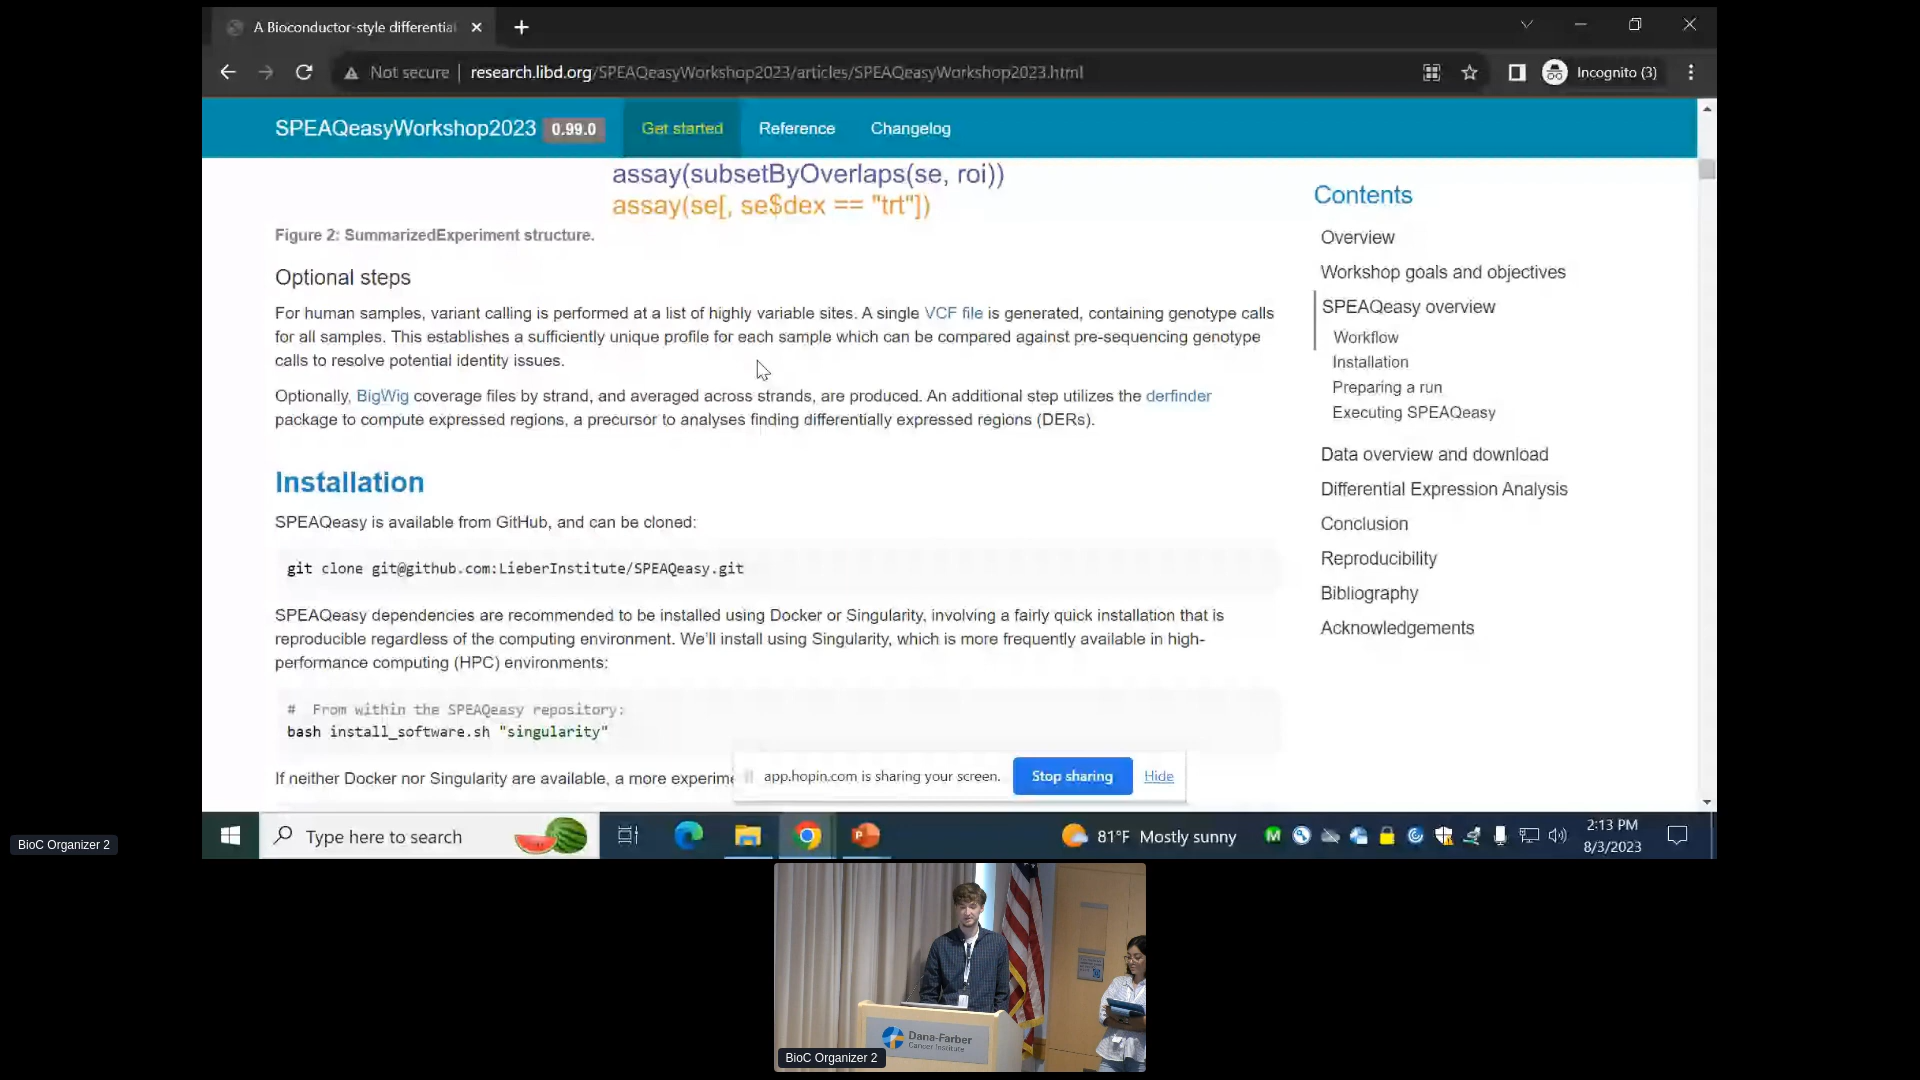 A Bioconductor-style differential
Not secure
research.libd.org/SPEAQeasyWorkshop2023/articles/SPEAQeasyWorkshop2023.html
Incognito (3)
SPEAQeasyWorkshop2023
0.99.0
Get started
Reference
Changelog
assay(subsetByOverlaps(se, roi))
assay(se[, se$dex == "trt"])
Figure 2: SummarizedExperiment structure.
Optional steps
For human samples, variant calling is performed at a list of highly variable sites. A single VCF file is generated, containing genotype calls
for all samples. This establishes a sufficiently unique profile for each sample which can be compared against pre-sequencing genotype
calls to resolve potential identity issues.
Optionally, BigWig coverage files by strand, and averaged across strands, are produced. An additional step utilizes the derfinder
package to compute expressed regions, a precursor to analyses finding differentially expressed regions (DERs).
Installation
SPEAQeasy is available from GitHub, and can be cloned:
git clone git@github.com:LieberInstitute/SPEAQeasy.git
SPEAQeasy dependencies are recommended to be installed using Docker or Singularity, involving a fairly quick installation that is
reproducible regardless of the computing environment. We'll install using Singularity, which is more frequently available in high-
performance computing (HPC) environments:
# From within the SPEAQeasy repository:
bash install_software.sh "singularity"
If neither Docker nor Singularity are available, a more experime
Contents
Overview
Workshop goals and objectives
SPEAQeasy overview
Workflow
Installation
Preparing a run
Executing SPEAQeasy
Data overview and download
Differential Expression Analysis
Conclusion
Reproducibility
Bibliography
Acknowledgements
app.hopin.com is sharing your screen.
Stop sharing
Hide
Type here to search
81°F Mostly sunny
2:13 PM
8/3/2023
BioC Organizer 2
Dana-Farber
Cancer Institute
BioC Organizer 2